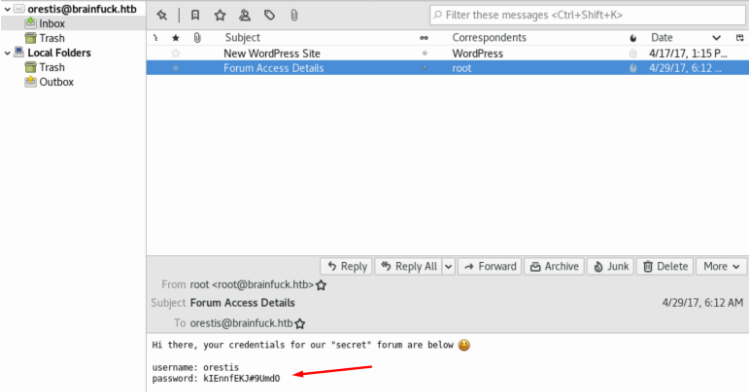 orestis@brainfuck.htb
Inbox
Trash
Local Folders
Trash
Outbox
Filter these messages <Ctrl+Shift+K>
Subject Correspondents Date
New WordPress Site WordPress 4/17/17, 1:15 P...
Forum Access Details root 4/29/17, 6:12 ...
Reply Reply All Forward Archive Junk Delete More
From root <root@brainfuck.htb>
Subject Forum Access Details 4/29/17, 6:12 AM
To orestis@brainfuck.htb
Hi there, your credentials for our "secret" forum are below
username: orestis
password: kIEnnfEKJ#9UmdO